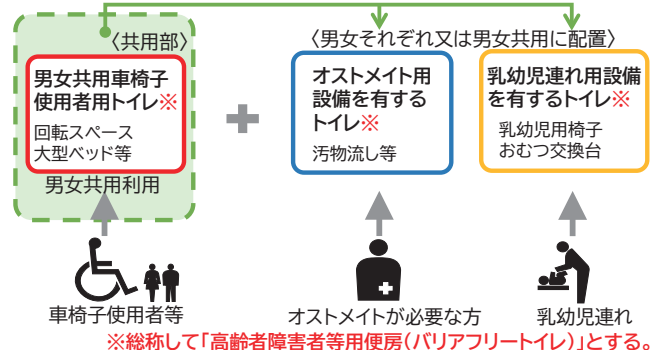 〈共用部〉
男女共用車椅子
使用者用トイレ※
回転スペース
大型ベッド等
男女共用利用
〈男女それぞれ又は男女共用に配置〉
オストメイト用
設備を有する
トイレ※
汚物流し等
乳幼児連れ用設備
を有するトイレ※
乳幼児用椅子
おむつ交換台
車椅子使用者等
オストメイトが必要な方
乳幼児連れ
※総称して「高齢者障害者等用便房(バリアフリートイレ)」とする。